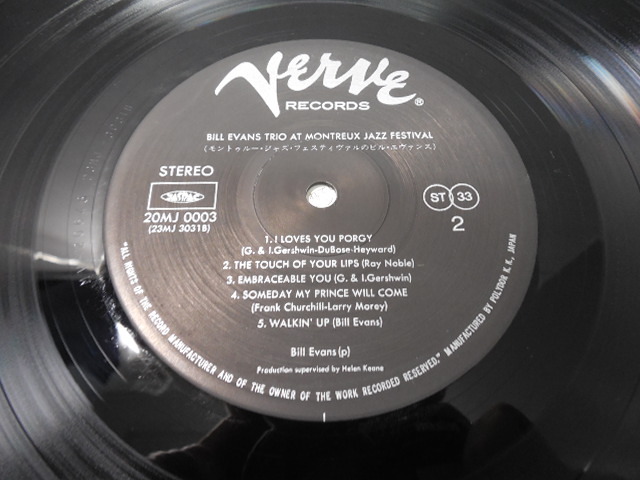 Verve
RECORDS ®
BILL EVANS TRIO AT MONTREUX JAZZ FESTIVAL
(モントゥルー・ジャズ・フェスティヴァルのビル・エヴァンス)
STEREO
20MJ 0003
(23MJ 3031B)
ST 33
2
1. I LOVES YOU PORGY
(G. & I.Gershwin-DuBose-Heyward)
2. THE TOUCH OF YOUR LIPS (Ray Noble)
3. EMBRACEABLE YOU (G. & I.Gershwin)
4. SOMEDAY MY PRINCE WILL COME
(Frank Churchill-Larry Morey)
5. WALKIN' UP (Bill Evans)
Bill Evans(p)
Production supervised by Helen Keane
"ALL RIGHTS OF THE RECORD MANUFACTURER AND OF THE OWNER OF THE WORK RECORDED RESERVED." MANUFACTURED BY POLYDOR K. K., JAPAN